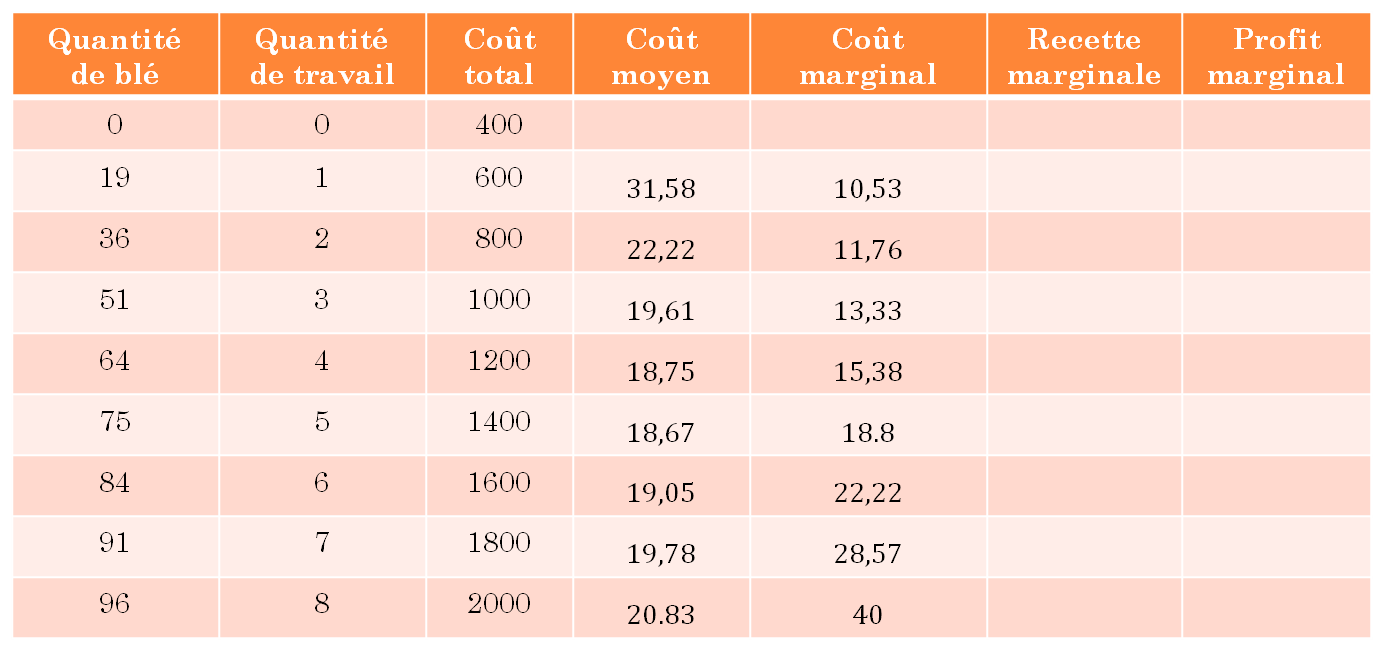 Quantité de blé Quantité de travail Coût total Coût moyen Coût marginal Recette marginale Profit marginal
0 0 400
19 1 600 31,58 10,53
36 2 800 22,22 11,76
51 3 1000 19,61 13,33
64 4 1200 18,75 15,38
75 5 1400 18,67 18.8
84 6 1600 19,05 22,22
91 7 1800 19,78 28,57
96 8 2000 20.83 40